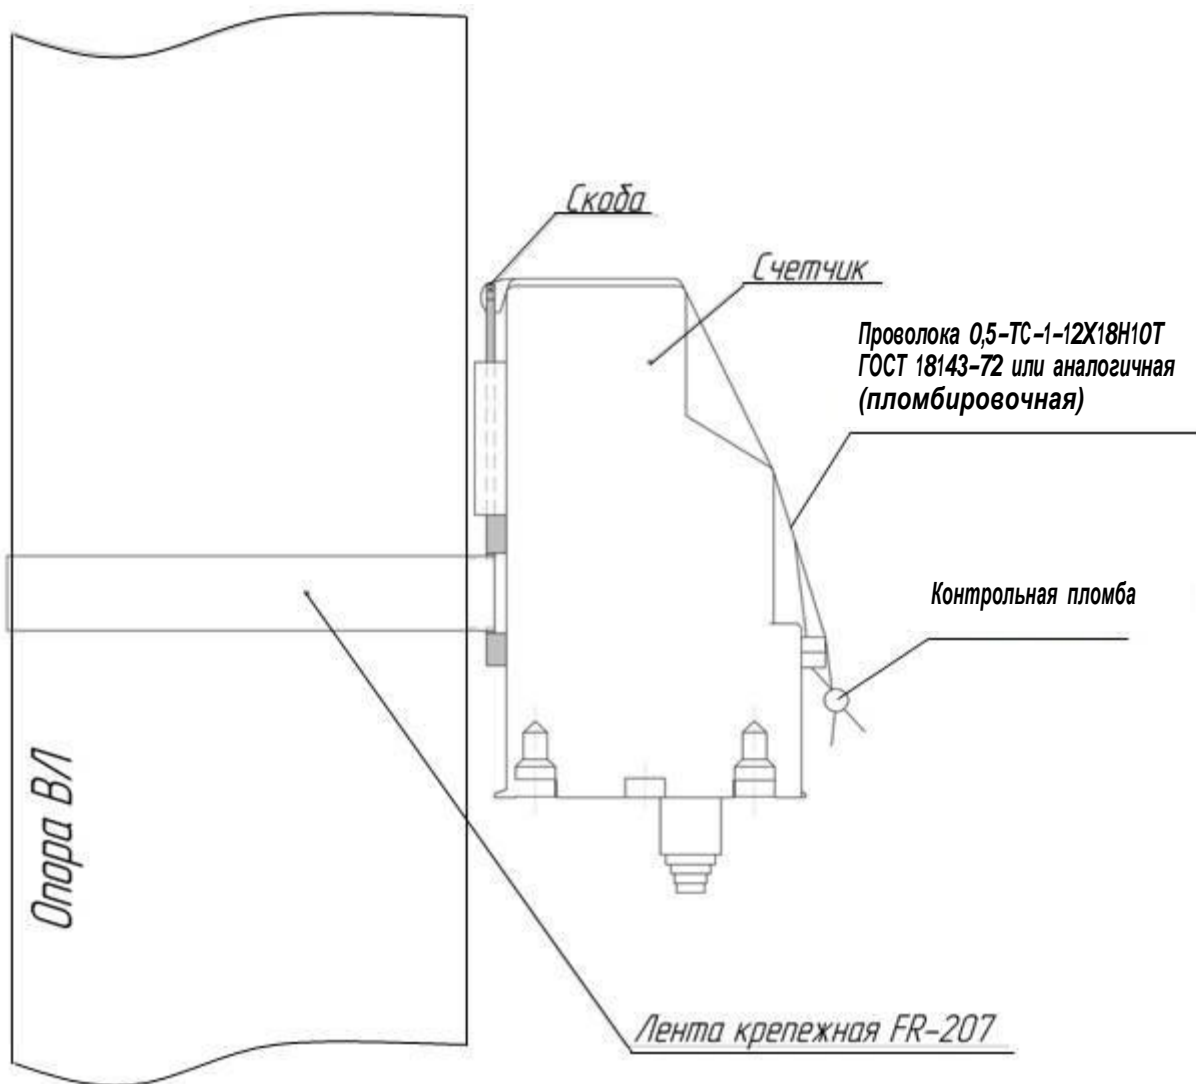 Скоба
Счетчик
Проволока 0,5-ТС-1-12Х18Н10Т
ГОСТ 18143-72 или аналогичная
(пломбировочная)
Контрольная пломба
Опора ВЛ
Лента крепежная FR-207